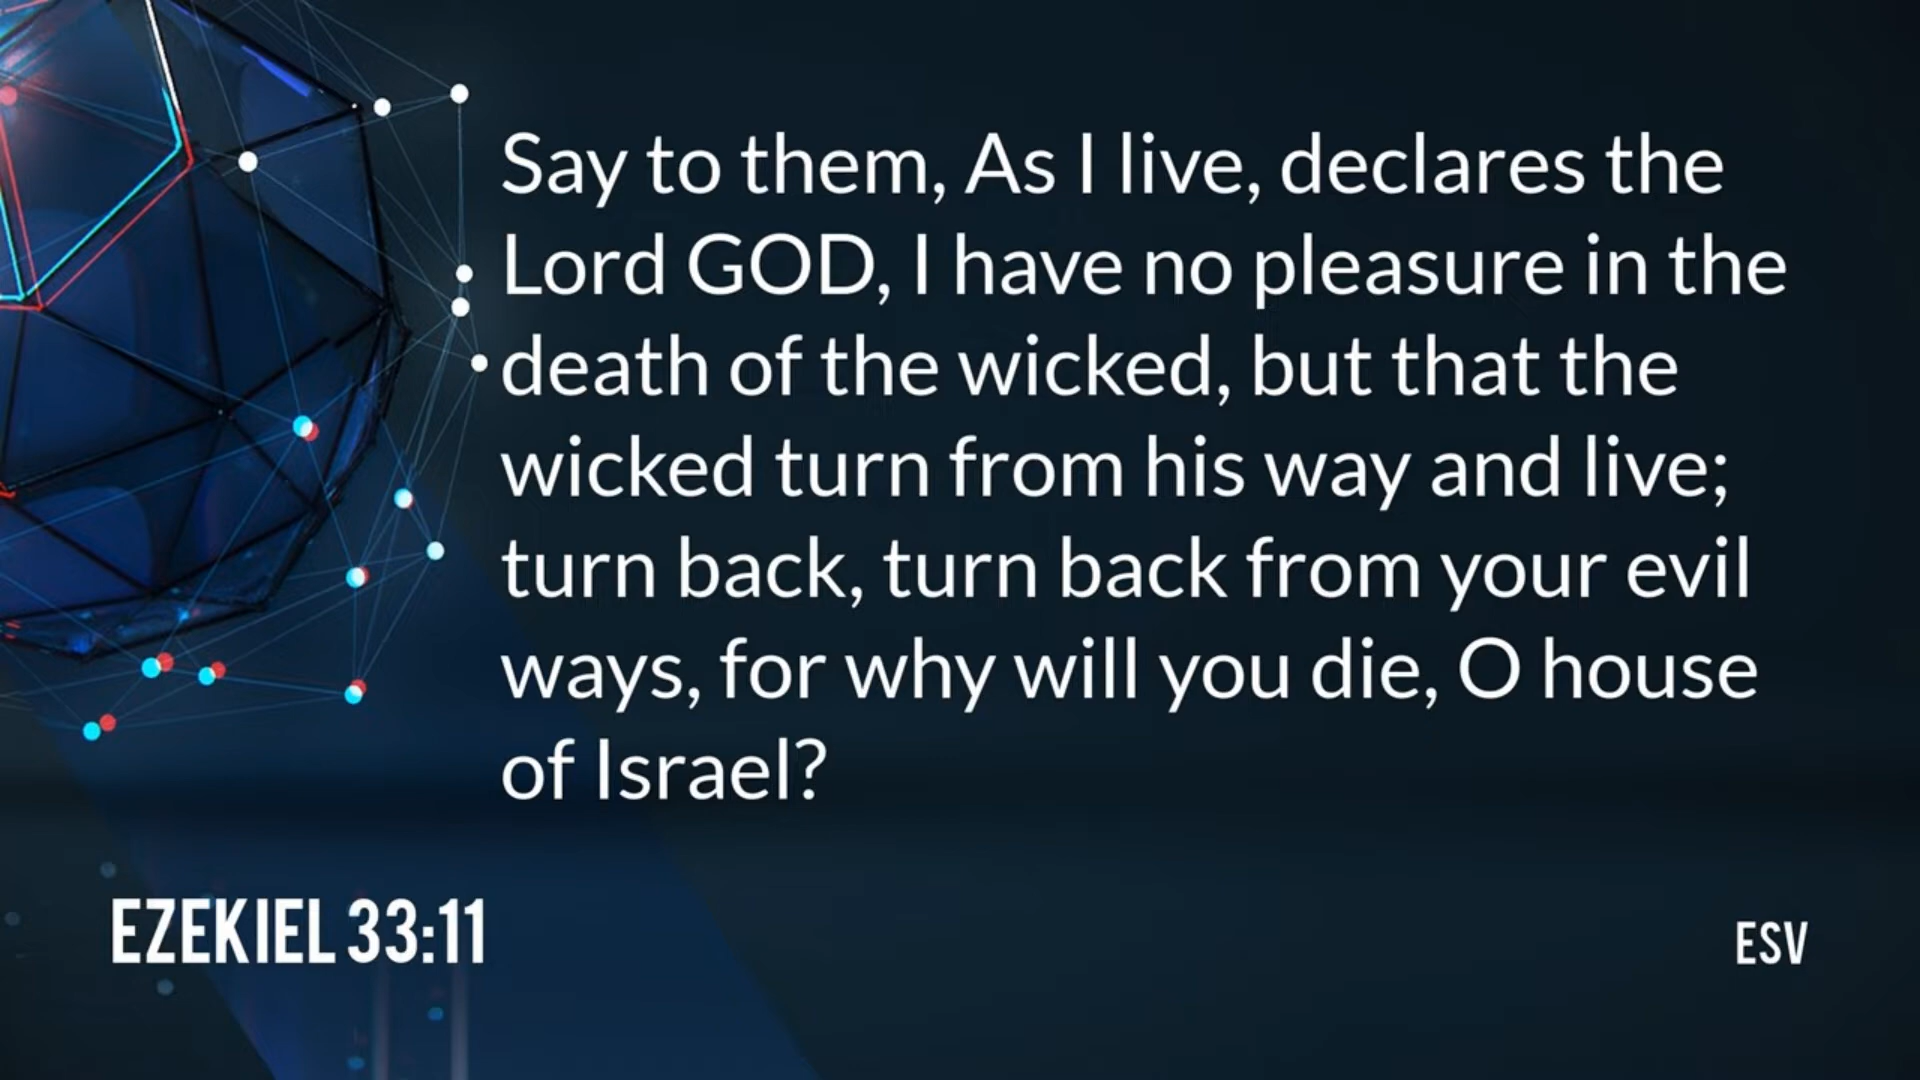 Say to them, As I live, declares the
Lord GOD, I have no pleasure in the
death of the wicked, but that the
wicked turn from his way and live;
turn back, turn back from your evil
ways, for why will you die, O house
of Israel?
EZEKIEL 33:11
ESV